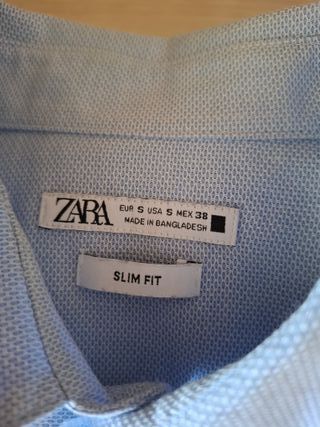 ZARA
EUR S USA S MEX 38
MADE IN BANGLADESH
SLIM FIT